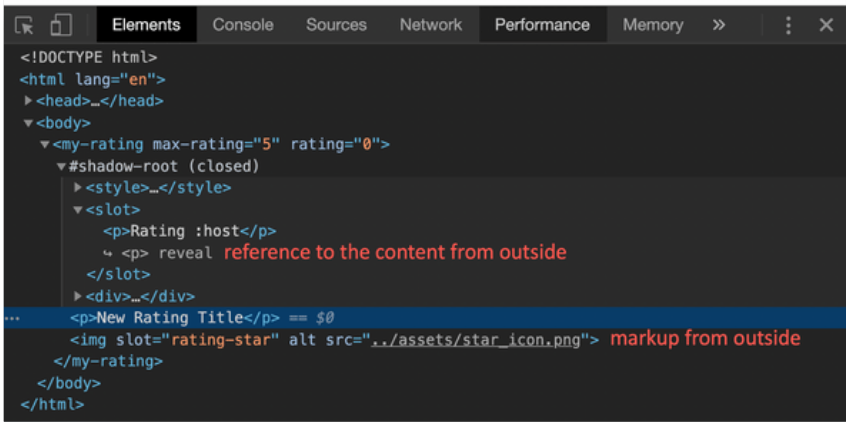 Elements Console Sources Network Performance Memory »
<!DOCTYPE html>
<html lang="en">
<head>…</head>
<body>
<my-rating max-rating="5" rating="0">
#shadow-root (closed)
<style>…</style>
<slot>
<p>Rating :host</p>
↪ <p> reveal reference to the content from outside
</slot>
<div>…</div>
… <p>New Rating Title</p> == $0
<img slot="rating-star" alt src="../assets/star_icon.png"> markup from outside
</my-rating>
</body>
</html>